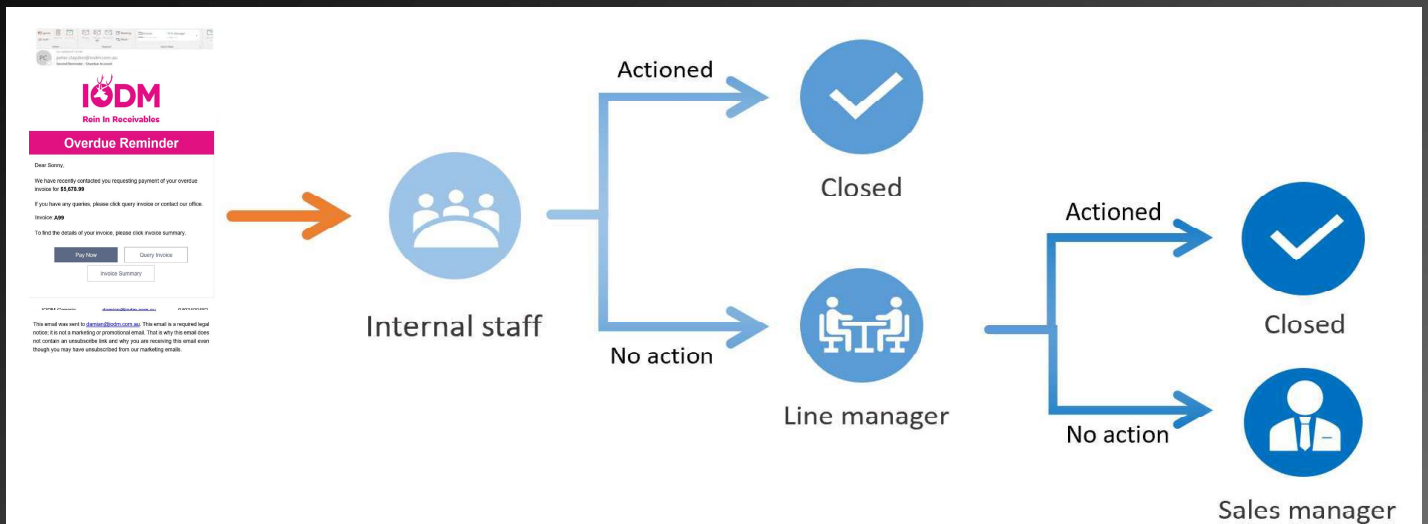 PC
Second Reminder - Overdue Account
IODM
Rein In Receivables
Overdue Reminder
Dear Sonny,
We have recently contacted you requesting payment of your overdue
invoice for $5,678.99
If you have any queries, please click query invoice or contact our office.
Invoice A99
To find the details of your invoice, please click invoice summary.
Pay Now
Query Invoice
Invoice Summary
This email was sent to damian@iodm.com.au. This email is a required legal
notice; it is not a marketing or promotional email. That is why this email does
not contain an unsubscribe link and why you are receiving this email even
though you may have unsubscribed from our marketing emails.
Internal staff
Actioned
Closed
No action
Line manager
Actioned
Closed
No action
Sales manager